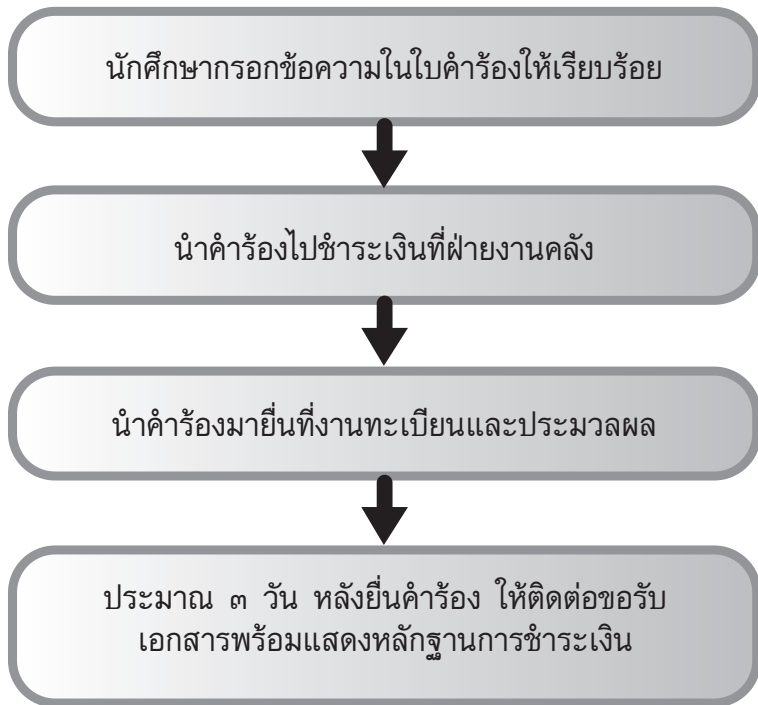 นักศึกษากรอกข้อความในใบคำร้องให้เรียบร้อย
นำคำร้องไปชำระเงินที่ฝ่ายงานคลัง
นำคำร้องมายื่นที่งานทะเบียนและประมวลผล
ประมาณ ๓ วัน หลังยื่นคำร้อง ให้ติดต่อขอรับ
เอกสารพร้อมแสดงหลักฐานการชำระเงิน